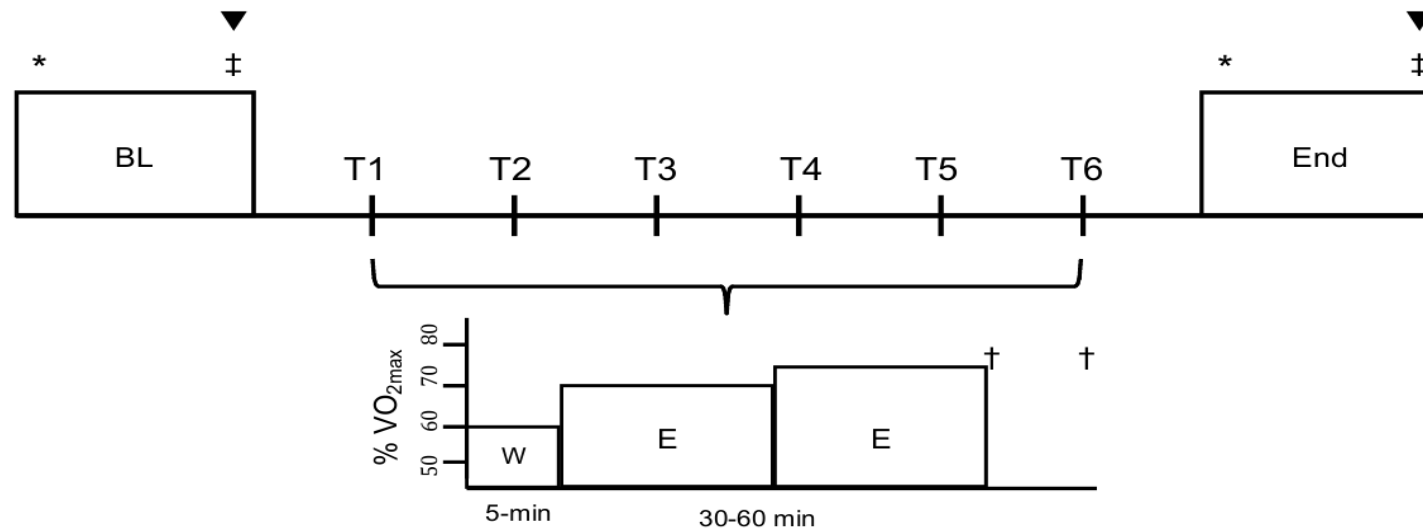 * ‡ * ‡
BL End
T1 T2 T3 T4 T5 T6
% VO2max
80
70
60
50
† †
W E E
5-min 30-60 min